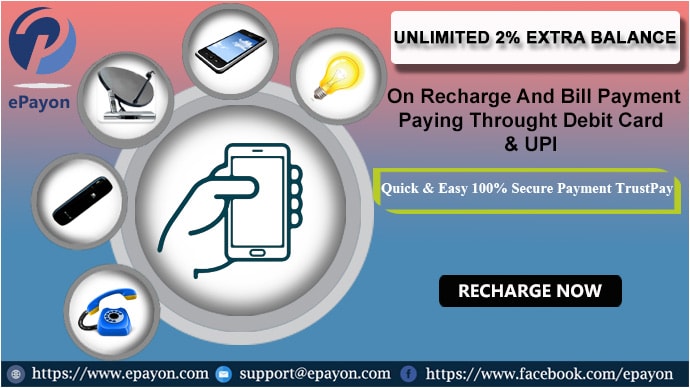 ePayon
UNLIMITED 2% EXTRA BALANCE
On Recharge And Bill Payment
Paying Throught Debit Card
& UPI
Quick & Easy 100% Secure Payment TrustPay
RECHARGE NOW
https://www.epayon.com support@epayon.com https://www.facebook.com/epayon